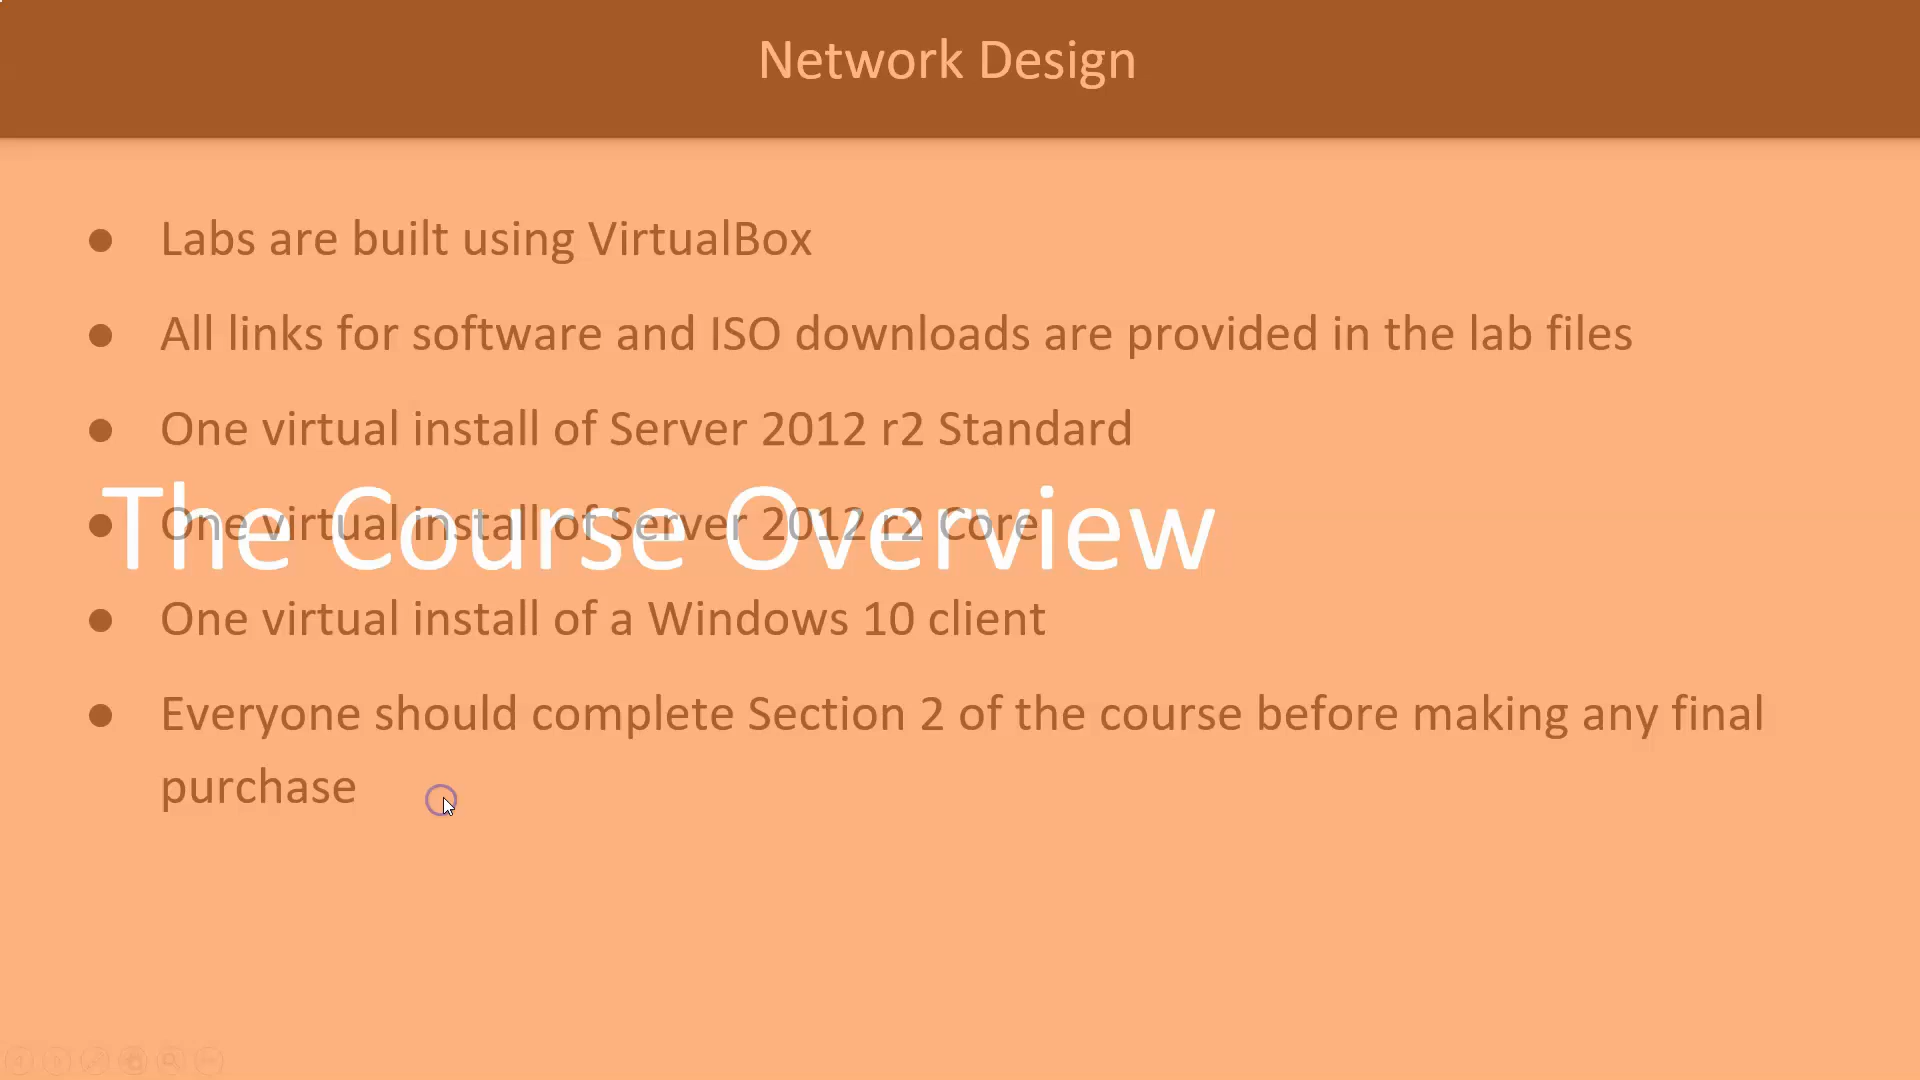 Network Design
● Labs are built using VirtualBox
● All links for software and ISO downloads are provided in the lab files
● One virtual install of Server 2012 r2 Standard
● One virtual install of Server 2012 r2 Core
The Course Overview
● One virtual install of a Windows 10 client
● Everyone should complete Section 2 of the course before making any final
purchase